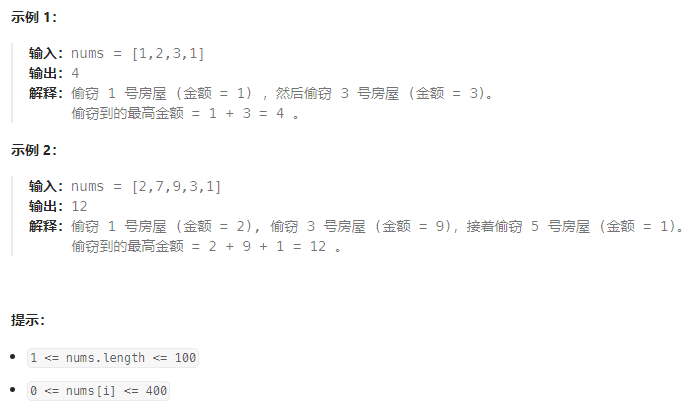 示例 1：
输入：nums = [1,2,3,1]
输出：4
解释：偷窃 1 号房屋 (金额 = 1) ，然后偷窃 3 号房屋 (金额 = 3)。
偷窃到的最高金额 = 1 + 3 = 4 。
示例 2：
输入：nums = [2,7,9,3,1]
输出：12
解释：偷窃 1 号房屋 (金额 = 2)，偷窃 3 号房屋 (金额 = 9)，接着偷窃 5 号房屋 (金额 = 1)。
偷窃到的最高金额 = 2 + 9 + 1 = 12 。
提示：
• 1 <= nums.length <= 100
• 0 <= nums[i] <= 400